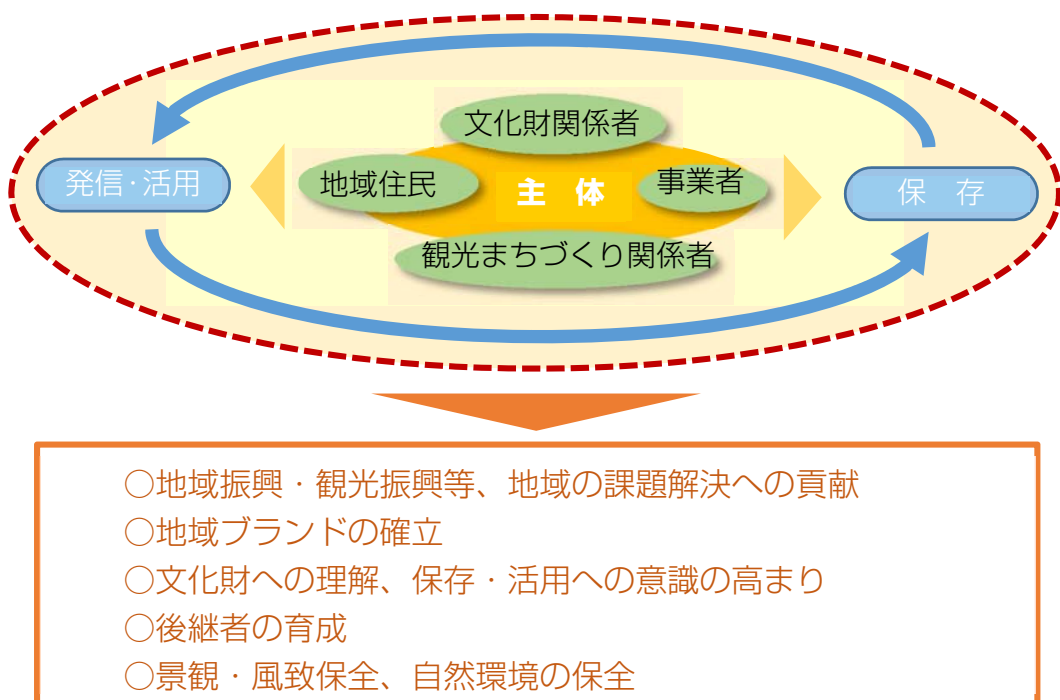 文化財関係者
発信・活用
地域住民
主 体
事業者
保 存
観光まちづくり関係者
○地域振興・観光振興等、地域の課題解決への貢献
○地域ブランドの確立
○文化財への理解、保存・活用への意識の高まり
○後継者の育成
○景観・風致保全、自然環境の保全